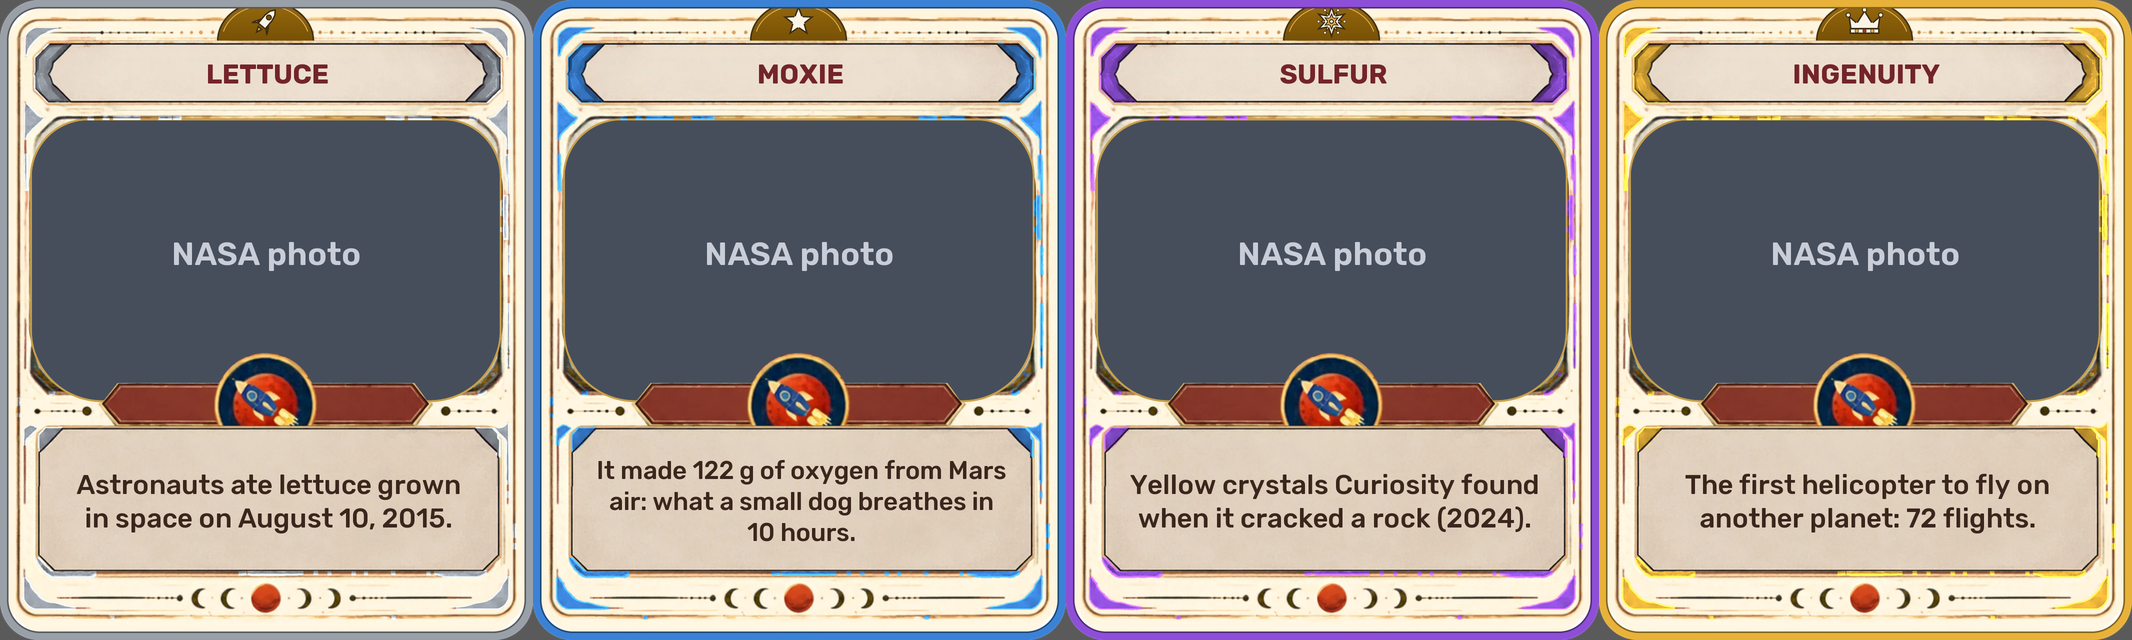 LETTUCE
NASA photo
Astronauts ate lettuce grown
in space on August 10, 2015.
MOXIE
NASA photo
It made 122 g of oxygen from Mars
air: what a small dog breathes in
10 hours.
SULFUR
NASA photo
Yellow crystals Curiosity found
when it cracked a rock (2024).
INGENUITY
NASA photo
The first helicopter to fly on
another planet: 72 flights.